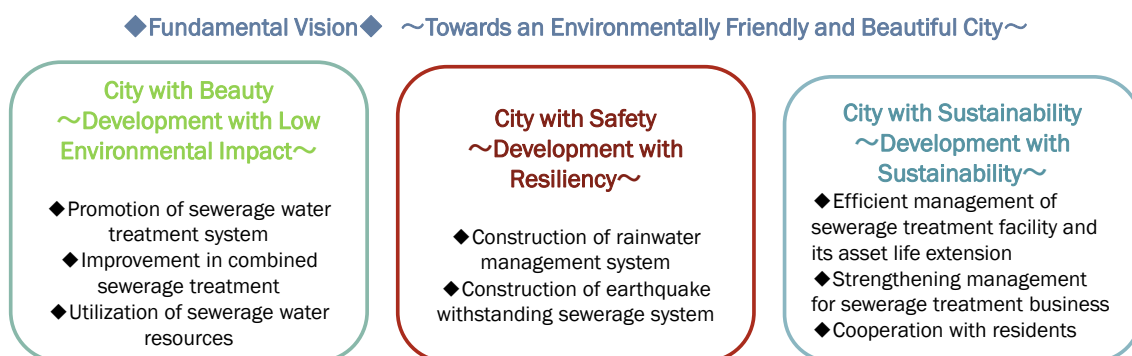 ◆Fundamental Vision◆ ～Towards an Environmentally Friendly and Beautiful City～
City with Beauty
～Development with Low
Environmental Impact～
◆Promotion of sewerage water
treatment system
◆Improvement in combined
sewerage treatment
◆Utilization of sewerage water
resources
City with Safety
～Development with
Resiliency～
◆Construction of rainwater
management system
◆Construction of earthquake
withstanding sewerage system
City with Sustainability
～Development with
Sustainability～
◆Efficient management of
sewerage treatment facility and
its asset life extension
◆Strengthening management
for sewerage treatment business
◆Cooperation with residents